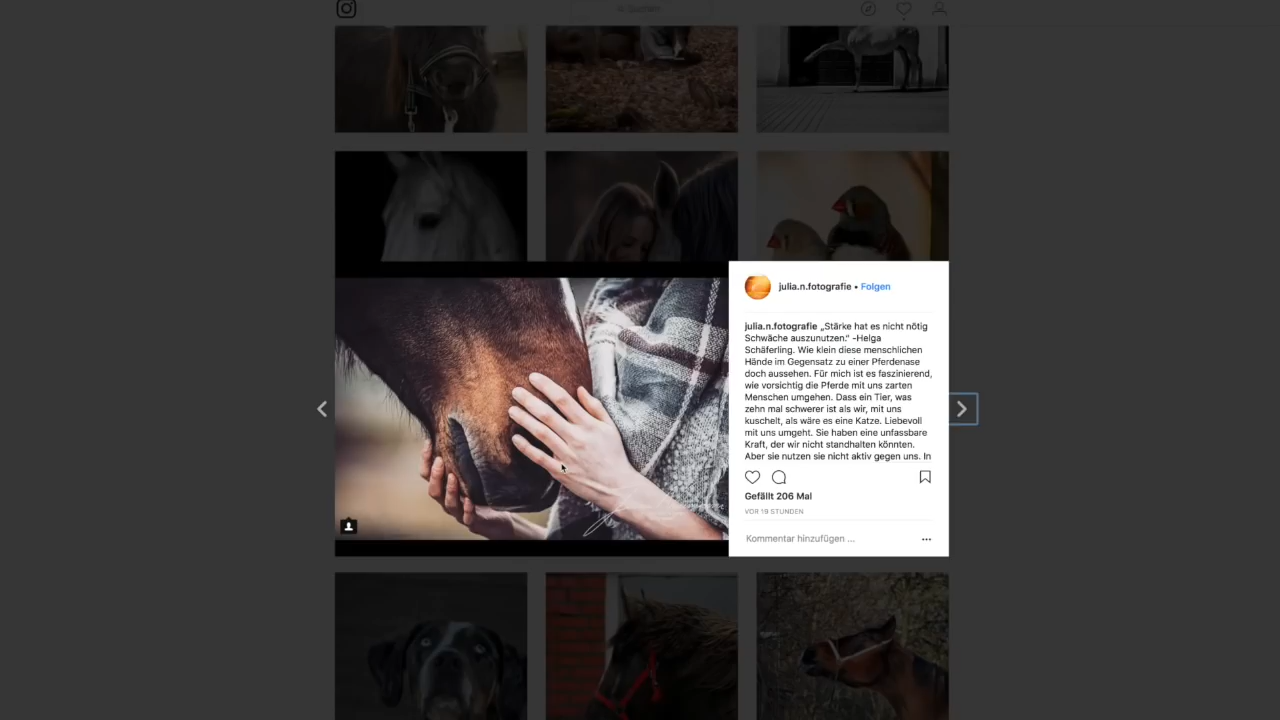 Suchen
julia.n.fotografie • Folgen
julia.n.fotografie „Stärke hat es nicht nötig
Schwäche auszunutzen.“ -Helga
Schäferling. Wie klein diese menschlichen
Hände im Gegensatz zu einer Pferdenase
doch aussehen. Für mich ist es faszinierend,
wie vorsichtig die Pferde mit uns zarten
Menschen umgehen. Dass ein Tier, was
zehn mal schwerer ist als wir, mit uns
kuschelt, als wäre es eine Katze. Liebevoll
mit uns umgeht. Sie haben eine unfassbare
Kraft, der wir nicht standhalten könnten.
Aber sie nutzen sie nicht aktiv gegen uns. In
Gefällt 206 Mal
VOR 19 STUNDEN
Kommentar hinzufügen ...